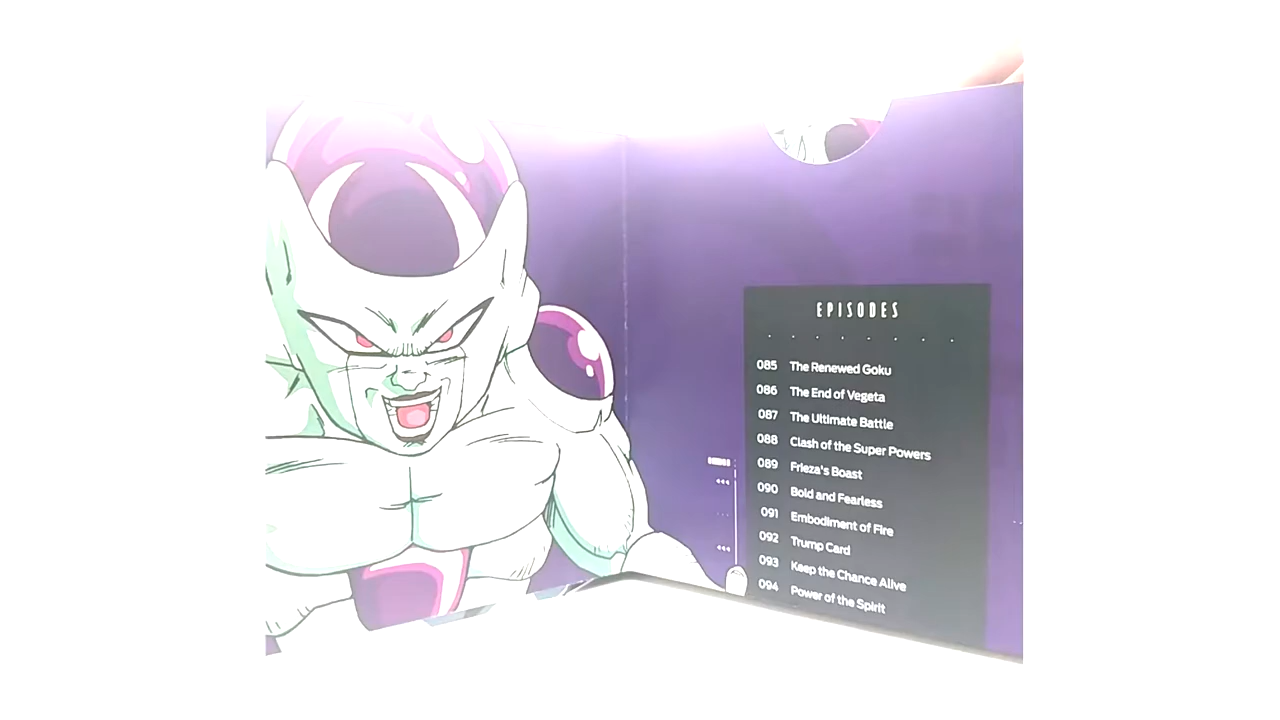 EPISODES
085 The Renewed Goku
086 The End of Vegeta
087 The Ultimate Battle
088 Clash of the Super Powers
089 Frieza's Boast
090 Bold and Fearless
091 Embodiment of Fire
092 Trump Card
093 Keep the Chance Alive
094 Power of the Spirit